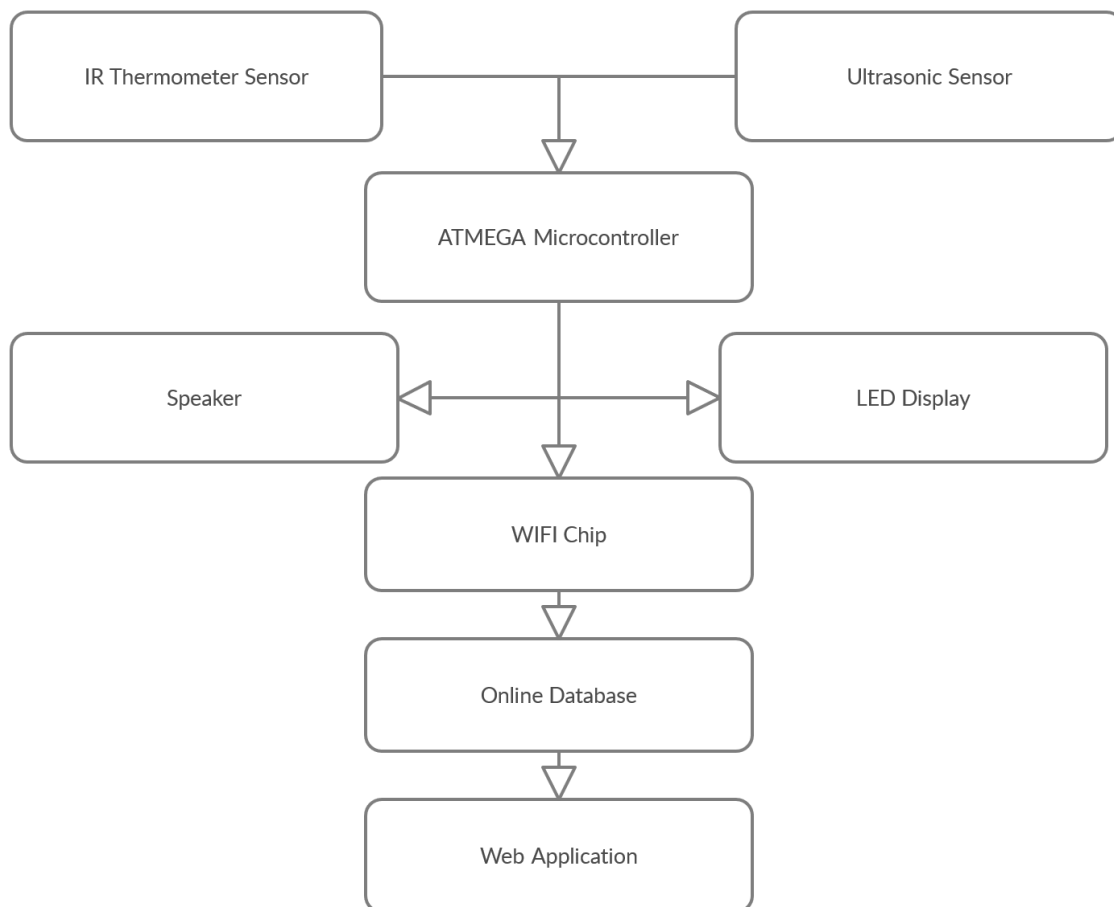 IR Thermometer Sensor
Ultrasonic Sensor
ATMEGA Microcontroller
Speaker
LED Display
WIFI Chip
Online Database
Web Application